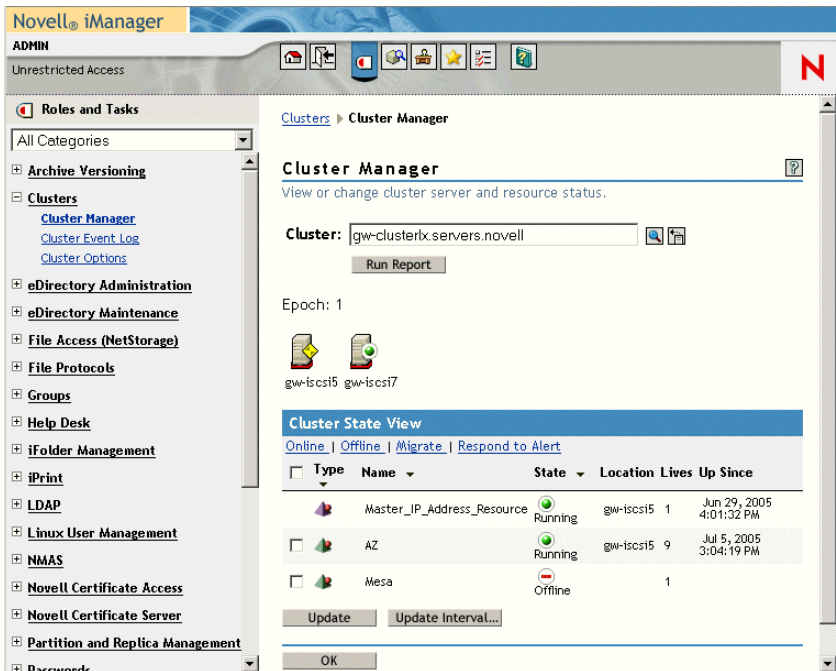 Novell® iManager
ADMIN
Unrestricted Access
N
Roles and Tasks
All Categories
Archive Versioning
Clusters
Cluster Manager
Cluster Event Log
Cluster Options
eDirectory Administration
eDirectory Maintenance
File Access (NetStorage)
File Protocols
Groups
Help Desk
iFolder Management
iPrint
LDAP
Linux User Management
NMAS
Novell Certificate Access
Novell Certificate Server
Partition and Replica Management
Passwords
Clusters Cluster Manager
Cluster Manager ?
View or change cluster server and resource status.
Cluster: gw-clusterlx.servers.novell
Run Report
Epoch: 1
gw-iscsi5 gw-iscsi7
Cluster State View
Online | Offline | Migrate | Respond to Alert
Type Name State Location Lives Up Since
Master_IP_Address_Resource Running gw-iscsi5 1 Jun 29, 2005 4:01:32 PM
AZ Running gw-iscsi5 9 Jul 5, 2005 3:04:19 PM
Mesa Offline 1
Update Update Interval...
OK